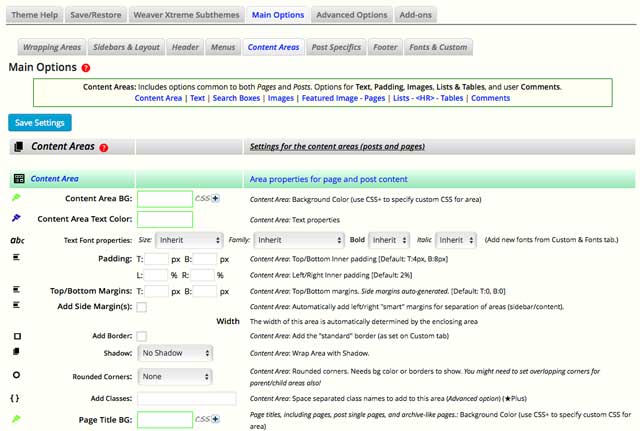 Theme Help Save/Restore Weaver Xtreme Subthemes Main Options Advanced Options Add-ons
Wrapping Areas Sidebars & Layout Header Menus Content Areas Post Specifics Footer Fonts & Custom
Main Options ?
Content Areas: Includes options common to both Pages and Posts. Options for Text, Padding, Images, Lists & Tables, and user Comments.
Content Area | Text | Search Boxes | Images | Featured Image - Pages | Lists - <HR> - Tables | Comments
Save Settings
Content Areas ? Settings for the content areas (posts and pages)
Content Area Area properties for page and post content
Content Area BG: CSS+ Content Area: Background Color (use CSS+ to specify custom CSS for area)
Content Area Text Color: Content Area: Text properties
abc Text Font properties: Size: Inherit Family: Inherit Bold Inherit Italic Inherit (Add new fonts from Custom & Fonts tab.)
Padding: T: px B: px Content Area: Top/Bottom Inner padding [Default: T:4px, B:8px]
L: % R: % Content Area: Left/Right Inner padding [Default: 2%]
Top/Bottom Margins: T: px B: px Content Area: Top/Bottom margins. Side margins auto-generated. [Default: T:0, B:0]
Add Side Margin(s): Content Area: Automatically add left/right "smart" margins for separation of areas (sidebar/content).
Width The width of this area is automatically determined by the enclosing area
Add Border: Content Area: Add the "standard" border (as set on Custom tab)
Shadow: No Shadow Content Area: Wrap Area with Shadow.
Rounded Corners: None Content Area: Rounded corners. Needs bg color or borders to show. You might need to set overlapping corners for
parent/child areas also!
{ } Add Classes: Content Area: Space separated class names to add to this area (Advanced option) (★Plus)
Page Title BG: CSS+ Page titles, including pages, post single pages, and archive-like pages.: Background Color (use CSS+ to specify custom CSS for
area)